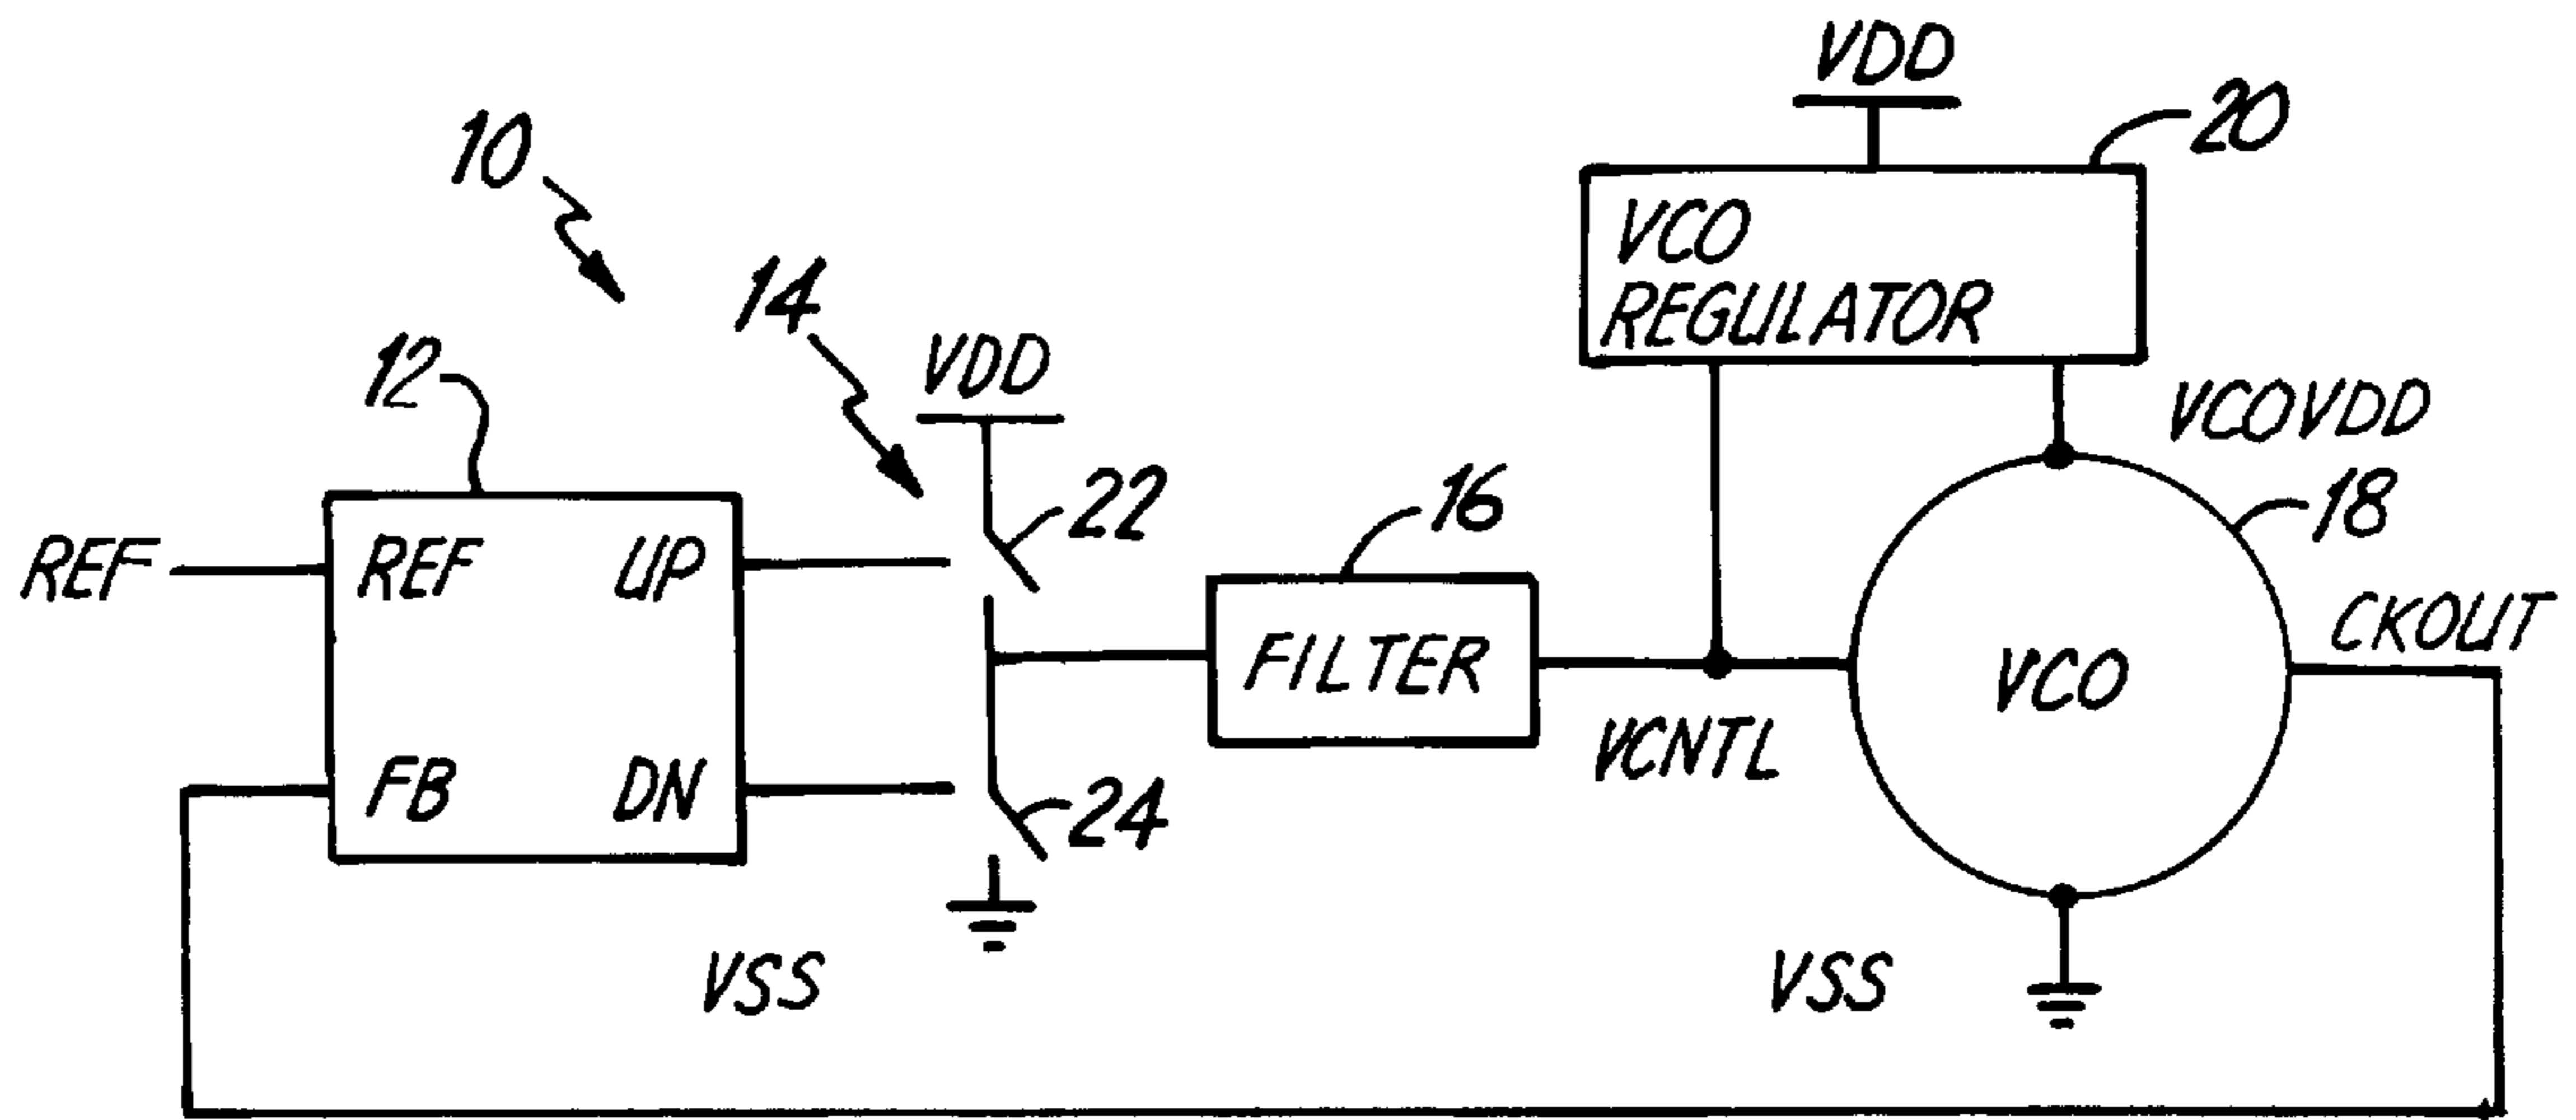 VDD
20
10
VCO
REGULATOR
14
VDD
12
VCOVDD
22
16
18
REF
REF
UP
CKOUT
FILTER
VCO
VCNTL
FB
DN
24
VSS
VSS